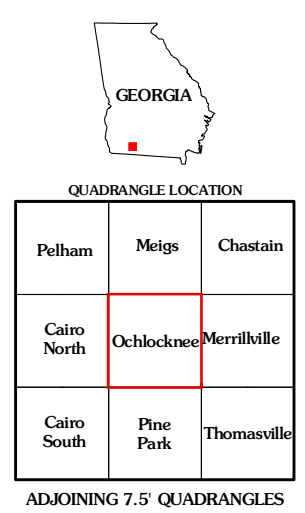 GEORGIA
QUADRANGLE LOCATION
Pelham
Meigs
Chastain
Cairo
North
Ochlocknee
Merrillville
Cairo
South
Pine
Park
Thomasville
ADJOINING 7.5' QUADRANGLES